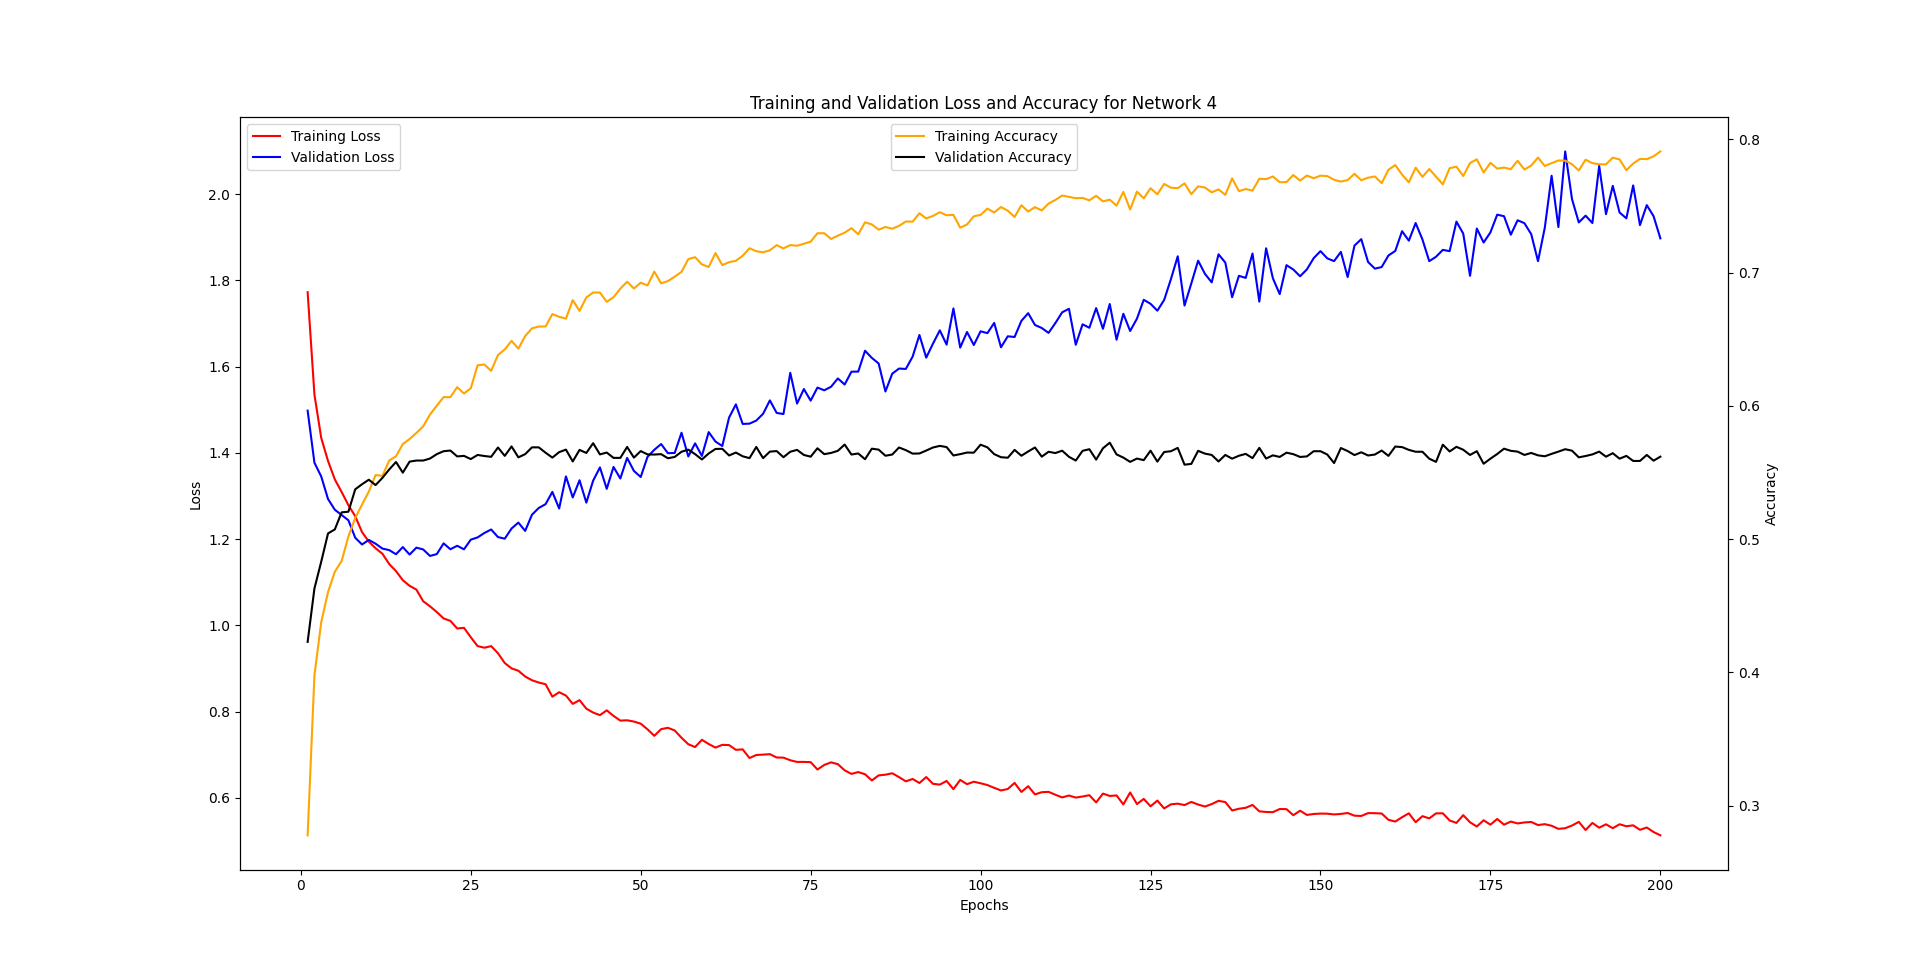 Training and Validation Loss and Accuracy for Network 4
Training Loss
Validation Loss
Training Accuracy
Validation Accuracy
2.0
1.8
1.6
1.4
1.2
1.0
0.8
0.6
Loss
0.8
0.7
0.6
0.5
0.4
0.3
Accuracy
0 25 50 75 100 125 150 175 200
Epochs